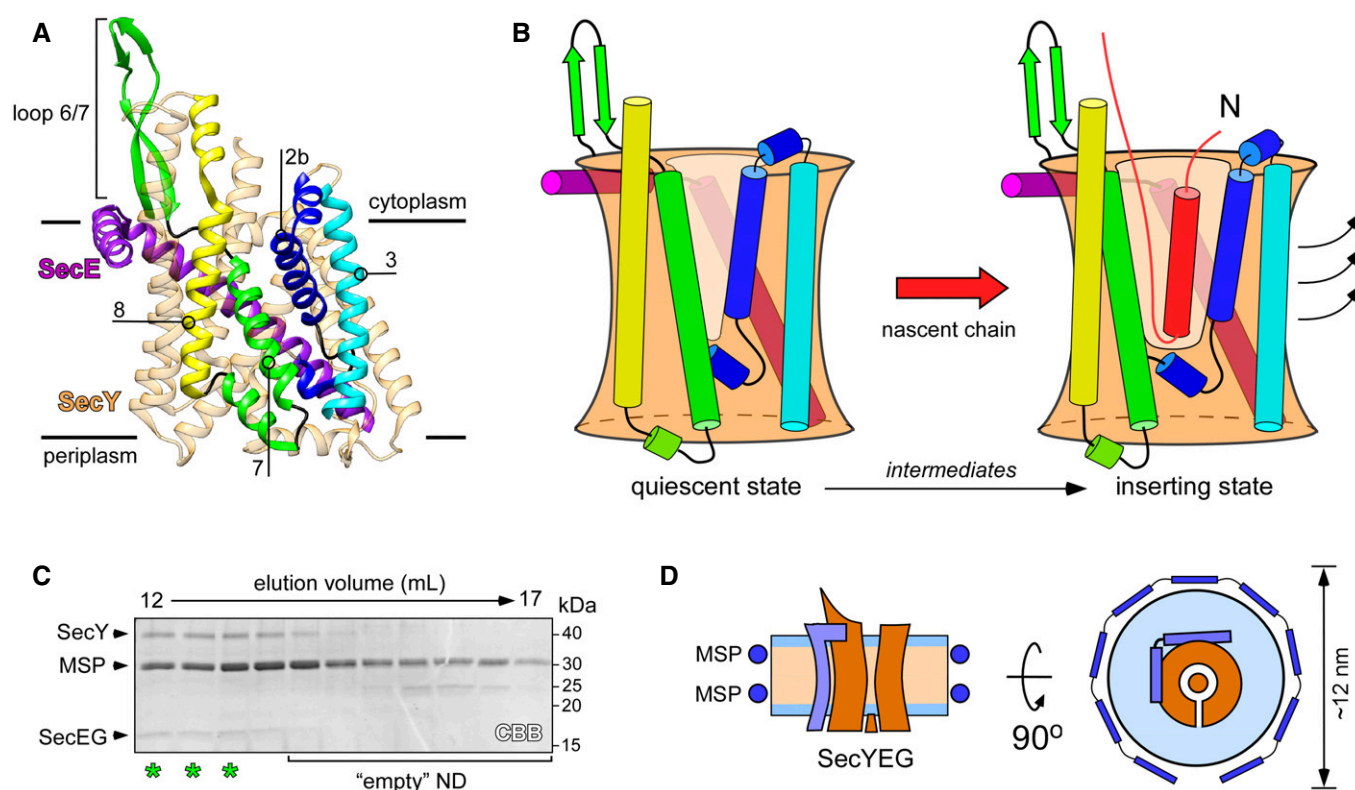 A
loop 6/7
2b
cytoplasm
SecE
3
8
SecY
periplasm
7
B
N
nascent chain
quiescent state
intermediates
inserting state
C
elution volume (mL)
12
17
kDa
SecY
40
MSP
30
25
20
SecEG
CBB
15
* * *
“empty” ND
D
MSP
MSP
SecYEG
90º
~12 nm